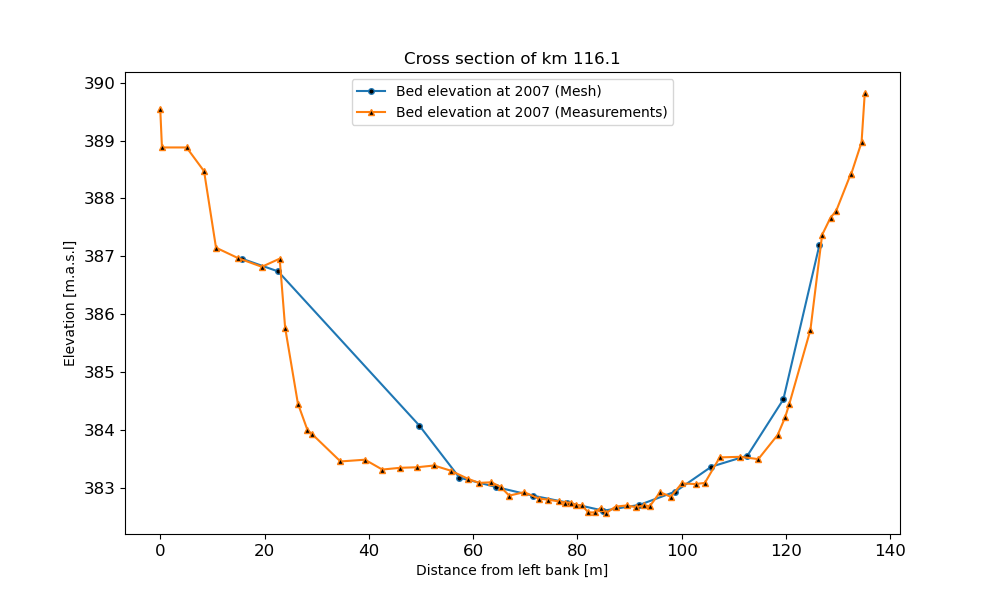 Cross section of km 116.1
Bed elevation at 2007 (Mesh)
Bed elevation at 2007 (Measurements)
Elevation [m.a.s.l]
390
389
388
387
386
385
384
383
0 20 40 60 80 100 120 140
Distance from left bank [m]